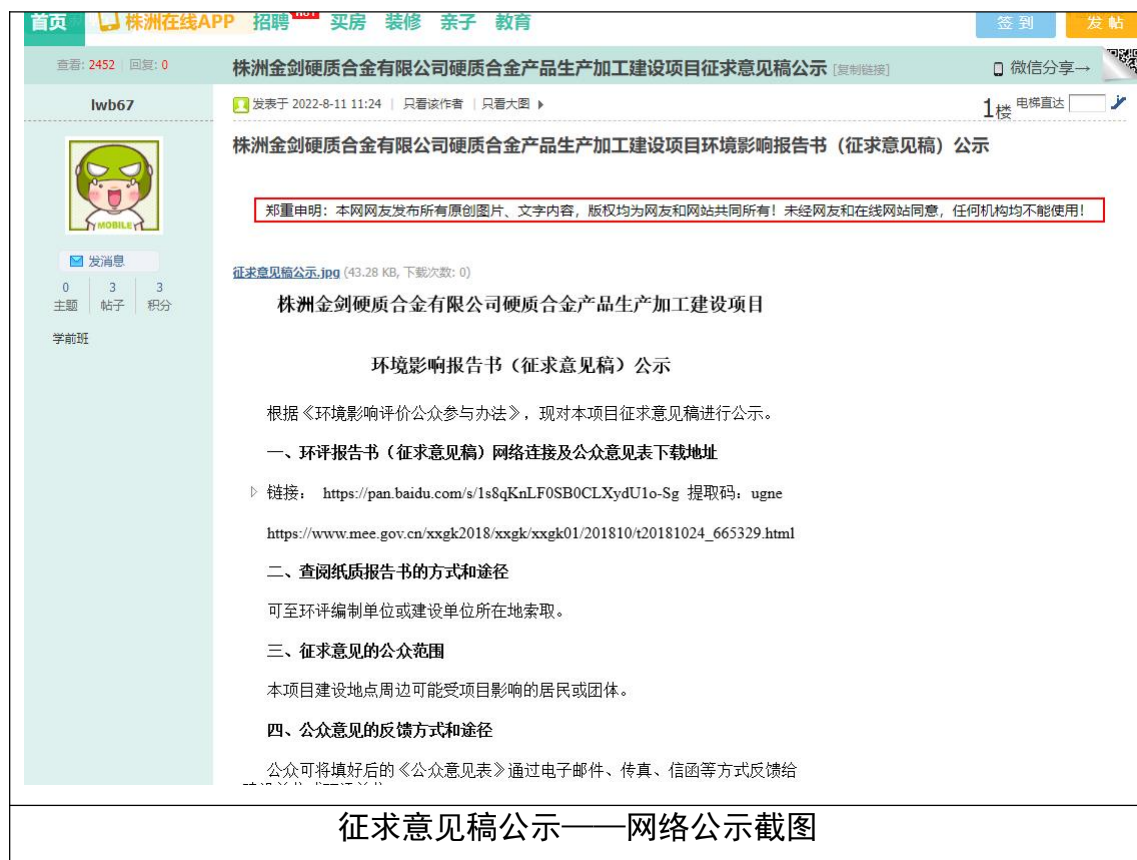 首页 株洲在线APP 招聘 HOT 买房 装修 亲子 教育 签到 发帖
查看: 2452 | 回复: 0 株洲金剑硬质合金有限公司硬质合金产品生产加工建设项目征求意见稿公示 [复制链接] 微信分享→
lwb67 发表于 2022-8-11 11:24 | 只看该作者 | 只看大图 1楼 电梯直达
株洲金剑硬质合金有限公司硬质合金产品生产加工建设项目环境影响报告书（征求意见稿）公示
郑重申明：本网网友发布所有原创图片、文字内容，版权均为网友和网站共同所有！未经网友和在线网站同意，任何机构均不能使用！
MOBILE
发消息
0 3 3
主题 帖子 积分
学前班
征求意见稿公示.jpg (43.28 KB, 下载次数: 0)
株洲金剑硬质合金有限公司硬质合金产品生产加工建设项目
环境影响报告书（征求意见稿）公示
根据《环境影响评价公众参与办法》，现对本项目征求意见稿进行公示。
一、环评报告书（征求意见稿）网络连接及公众意见表下载地址
链接： https://pan.baidu.com/s/1s8qKnLF0SB0CLXydU1o-Sg 提取码：ugne
https://www.mee.gov.cn/xxgk2018/xxgk/xxgk01/201810/t20181024_665329.html
二、查阅纸质报告书的方式和途径
可至环评编制单位或建设单位所在地索取。
三、征求意见的公众范围
本项目建设地点周边可能受项目影响的居民或团体。
四、公众意见的反馈方式和途径
公众可将填好后的《公众意见表》通过电子邮件、传真、信函等方式反馈给
征求意见稿公示——网络公示截图